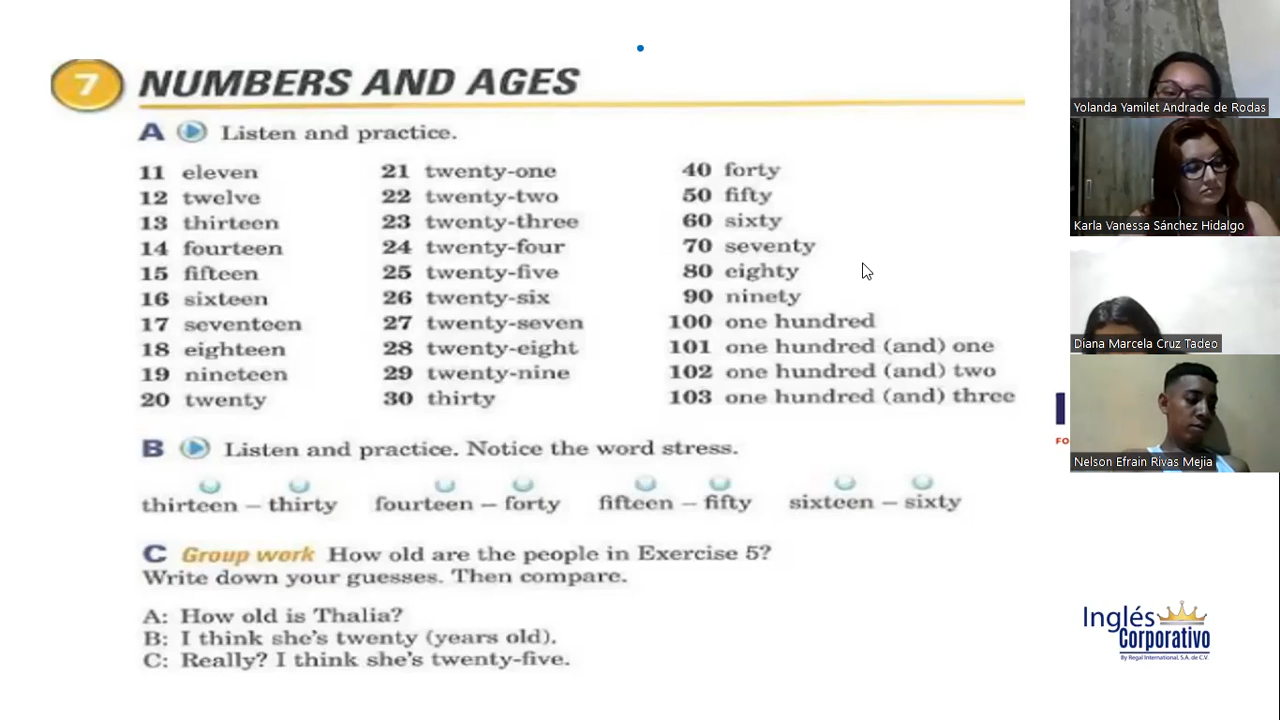 7 NUMBERS AND AGES
A Listen and practice.
11 eleven
12 twelve
13 thirteen
14 fourteen
15 fifteen
16 sixteen
17 seventeen
18 eighteen
19 nineteen
20 twenty
21 twenty-one
22 twenty-two
23 twenty-three
24 twenty-four
25 twenty-five
26 twenty-six
27 twenty-seven
28 twenty-eight
29 twenty-nine
30 thirty
40 forty
50 fifty
60 sixty
70 seventy
80 eighty
90 ninety
100 one hundred
101 one hundred (and) one
102 one hundred (and) two
103 one hundred (and) three
B Listen and practice. Notice the word stress.
thirteen – thirty fourteen – forty fifteen – fifty sixteen – sixty
C Group work How old are the people in Exercise 5?
Write down your guesses. Then compare.
A: How old is Thalia?
B: I think she's twenty (years old).
C: Really? I think she's twenty-five.
Yolanda Yamilet Andrade de Rodas
Karla Vanessa Sánchez Hidalgo
Diana Marcela Cruz Tadeo
Nelson Efrain Rivas Mejia
Inglés
Corporativo
By Regal International, S.A. de C.V.